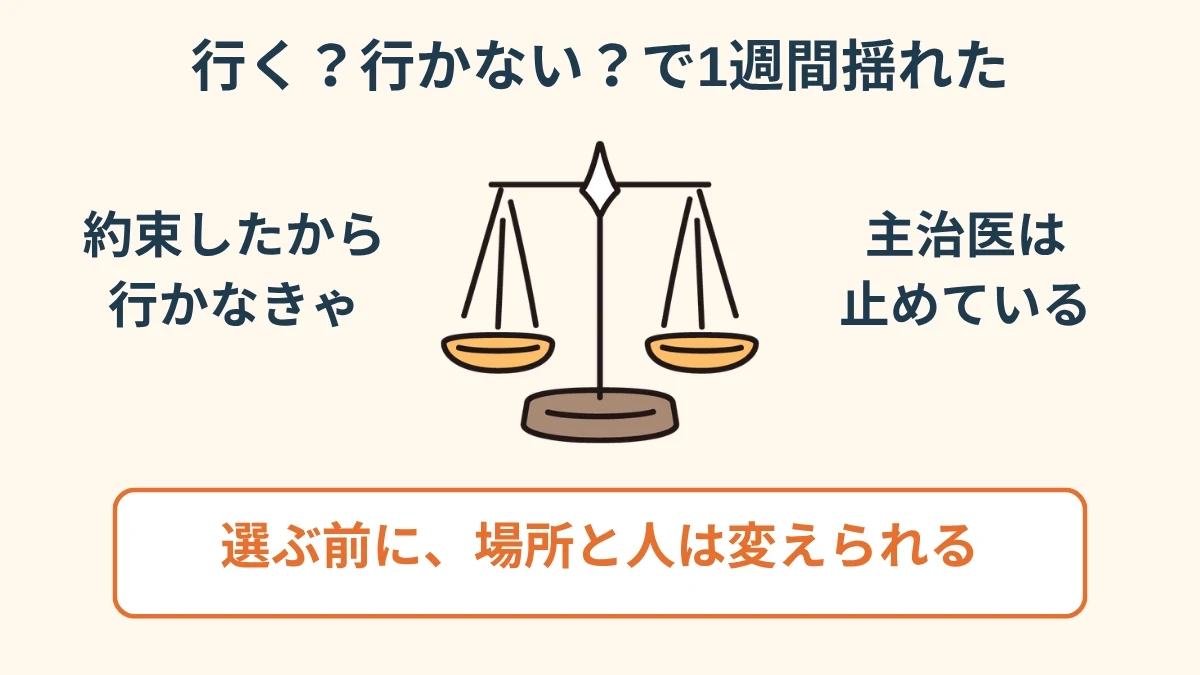 行く？行かない？で1週間揺れた
約束したから
行かなきゃ
主治医は
止めている
選ぶ前に、場所と人は変えられる